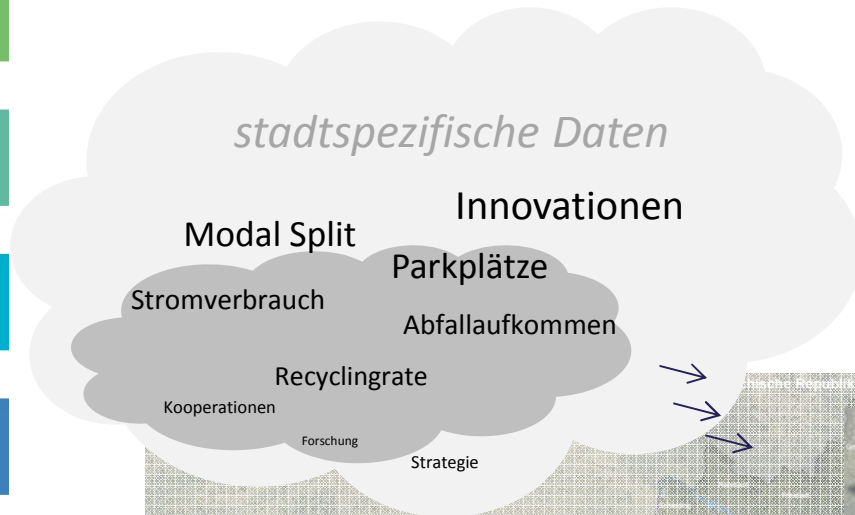 stadtspezifische Daten
Innovationen
Modal Split
Parkplätze
Stromverbrauch
Abfallaufkommen
Recyclingrate
Kooperationen
Forschung
Strategie